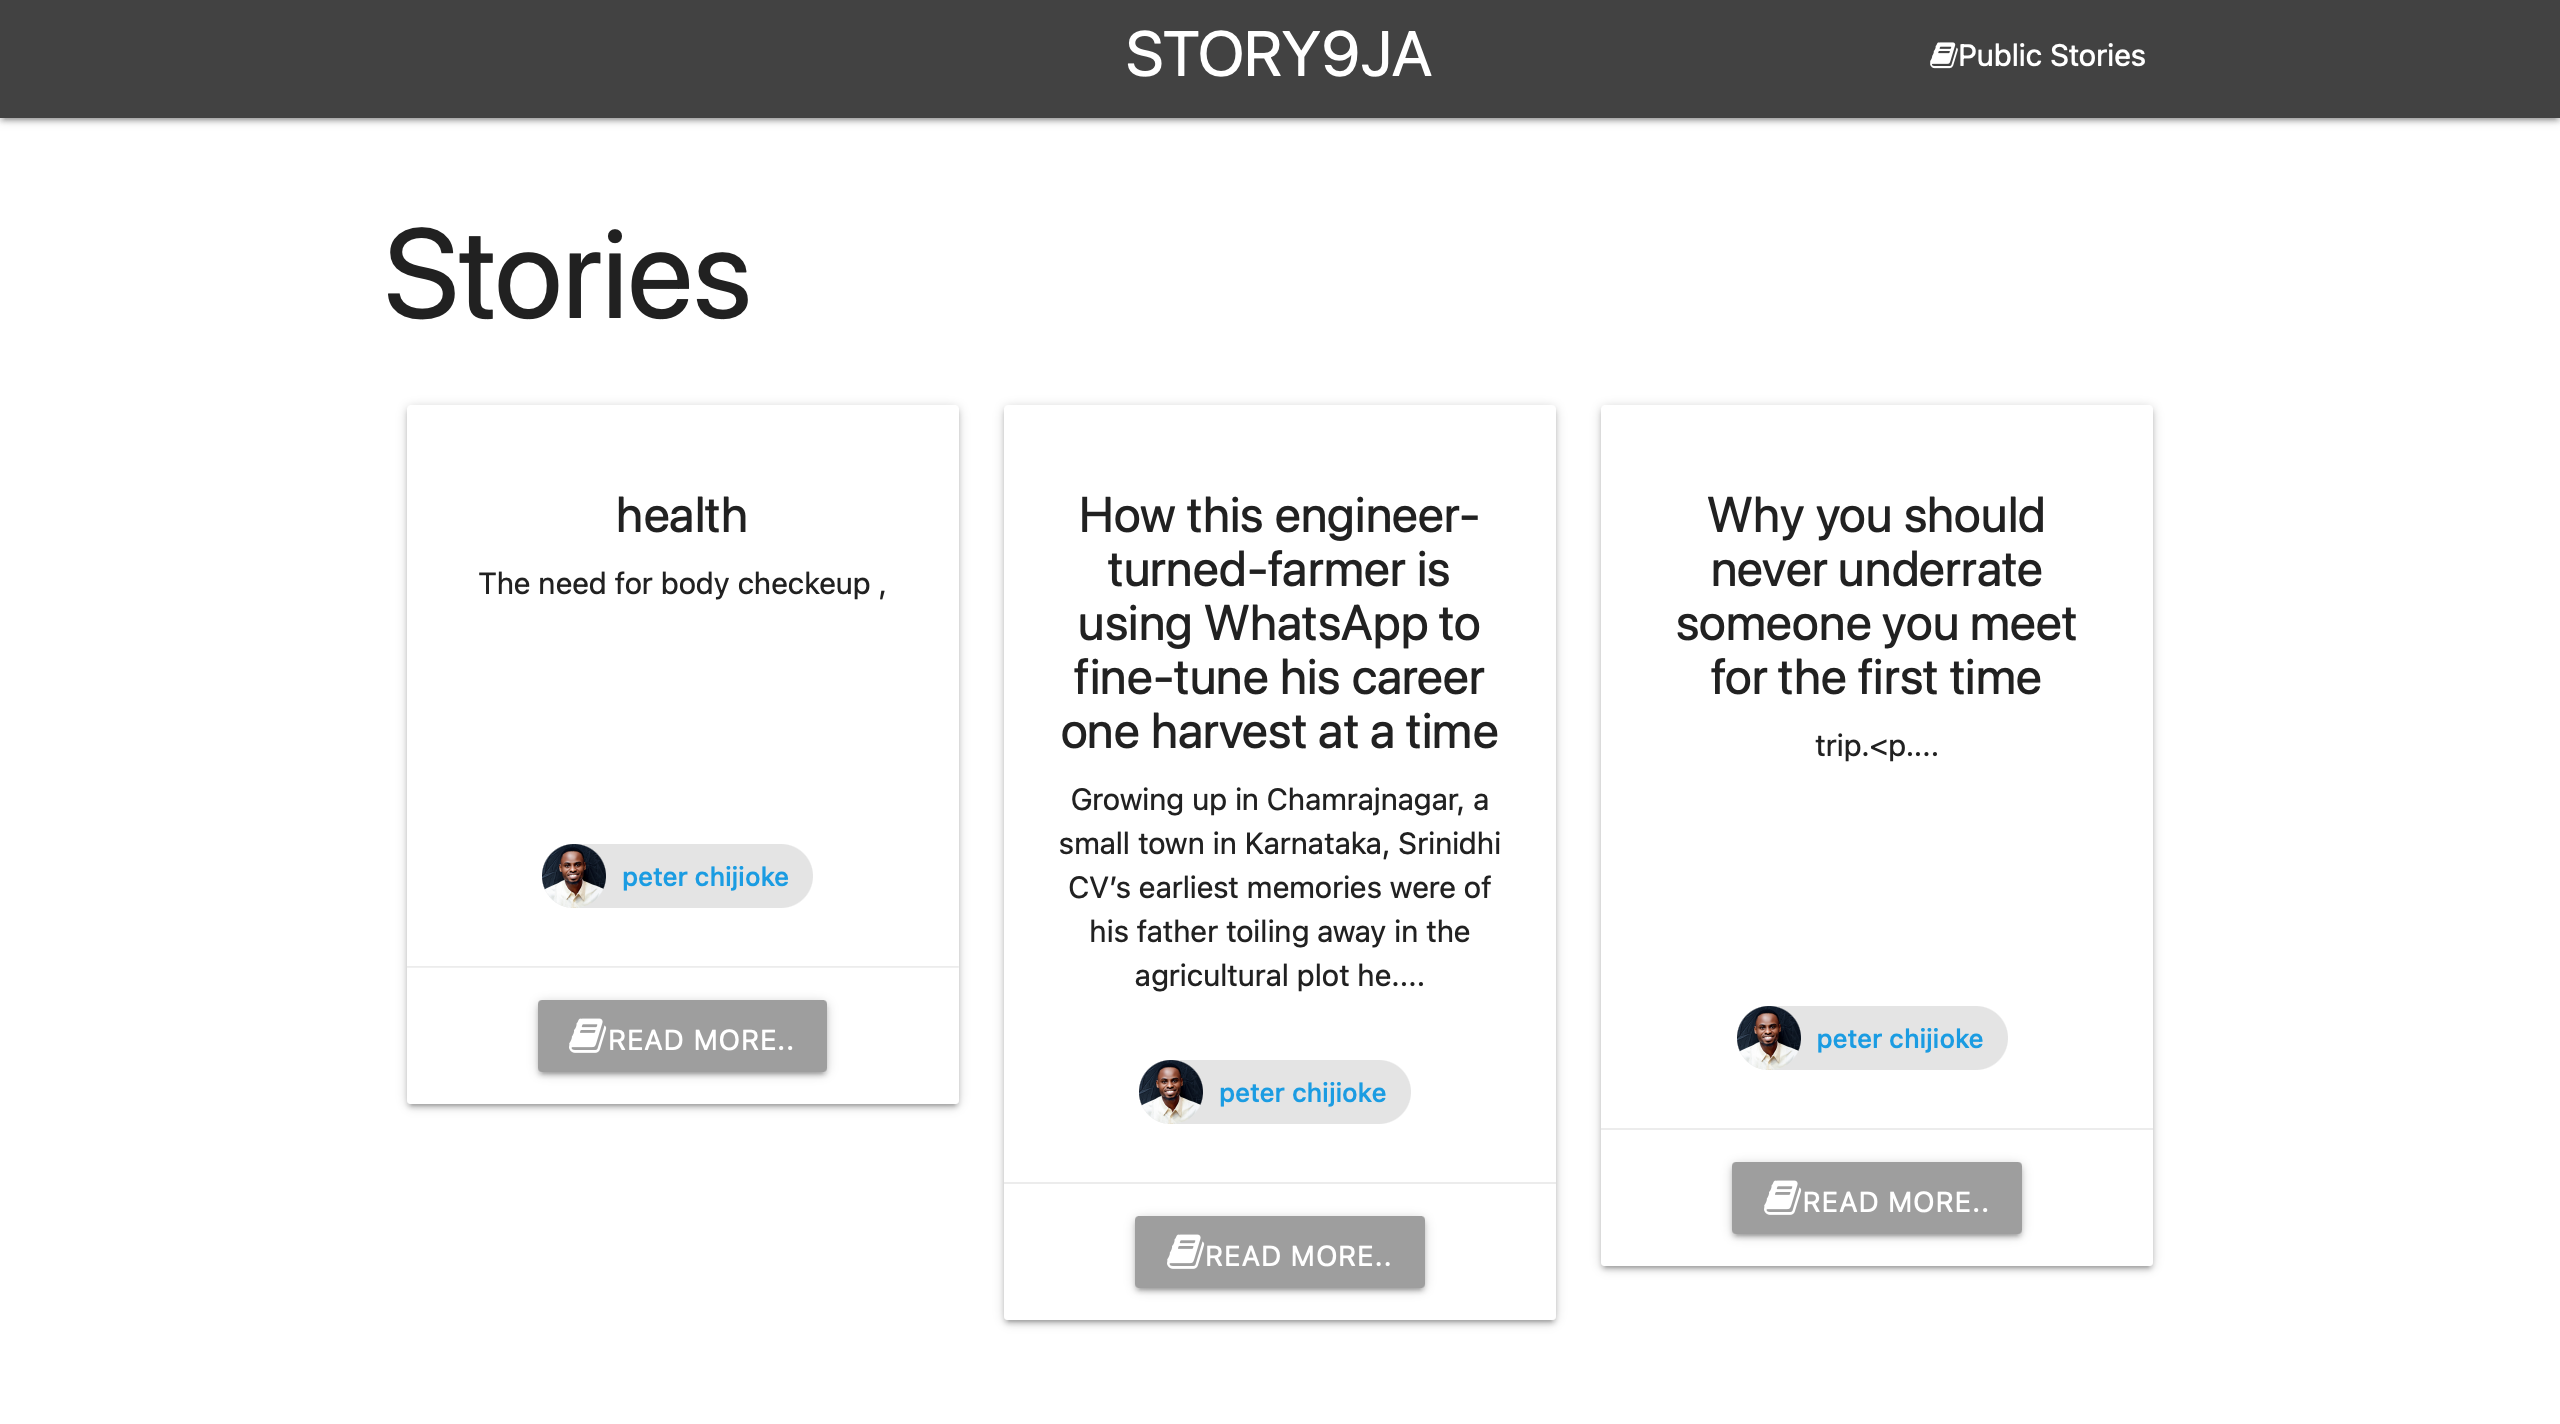 STORY9JA
Public Stories
Stories
health
The need for body checkeup ,
peter chijioke
READ MORE..
How this engineer-
turned-farmer is
using WhatsApp to
fine-tune his career
one harvest at a time
Growing up in Chamrajnagar, a
small town in Karnataka, Srinidhi
CV’s earliest memories were of
his father toiling away in the
agricultural plot he....
peter chijioke
READ MORE..
Why you should
never underrate
someone you meet
for the first time
trip.<p....
peter chijioke
READ MORE..